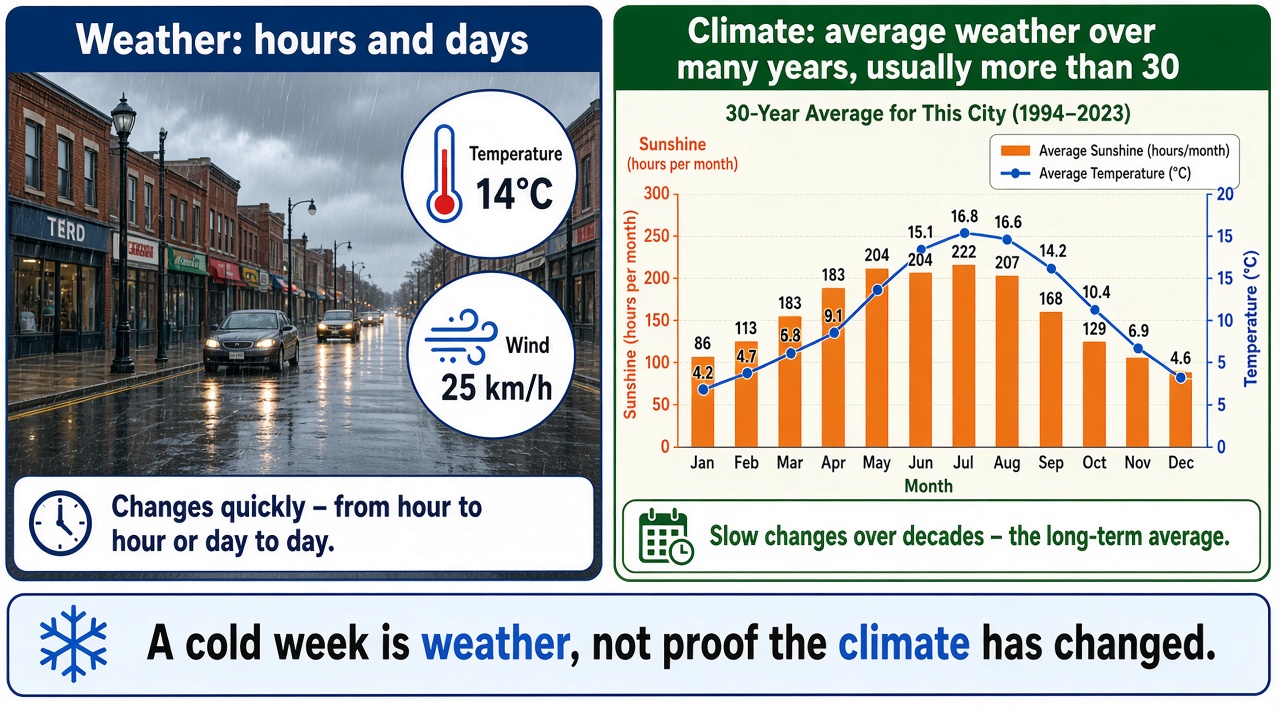 Weather: hours and days
TERD
Temperature
14°C
Wind
25 km/h
Changes quickly – from hour to
hour or day to day.
Climate: average weather over
many years, usually more than 30
30-Year Average for This City (1994–2023)
Sunshine
(hours per month)
Average Sunshine (hours/month)
Average Temperature (°C)
Sunshine (hours per month)
300
250
200
150
100
50
0
20
15
15
10
5
5
0
Temperature (°C)
86
113
183
183
204
204
222
207
168
129
4.2
4.7
6.8
9.1
15.1
16.8
16.6
14.2
10.4
6.9
4.6
Jan Feb Mar Apr May Jun Jul Aug Sep Oct Nov Dec
Month
Slow changes over decades – the long-term average.
A cold week is weather, not proof the climate has changed.